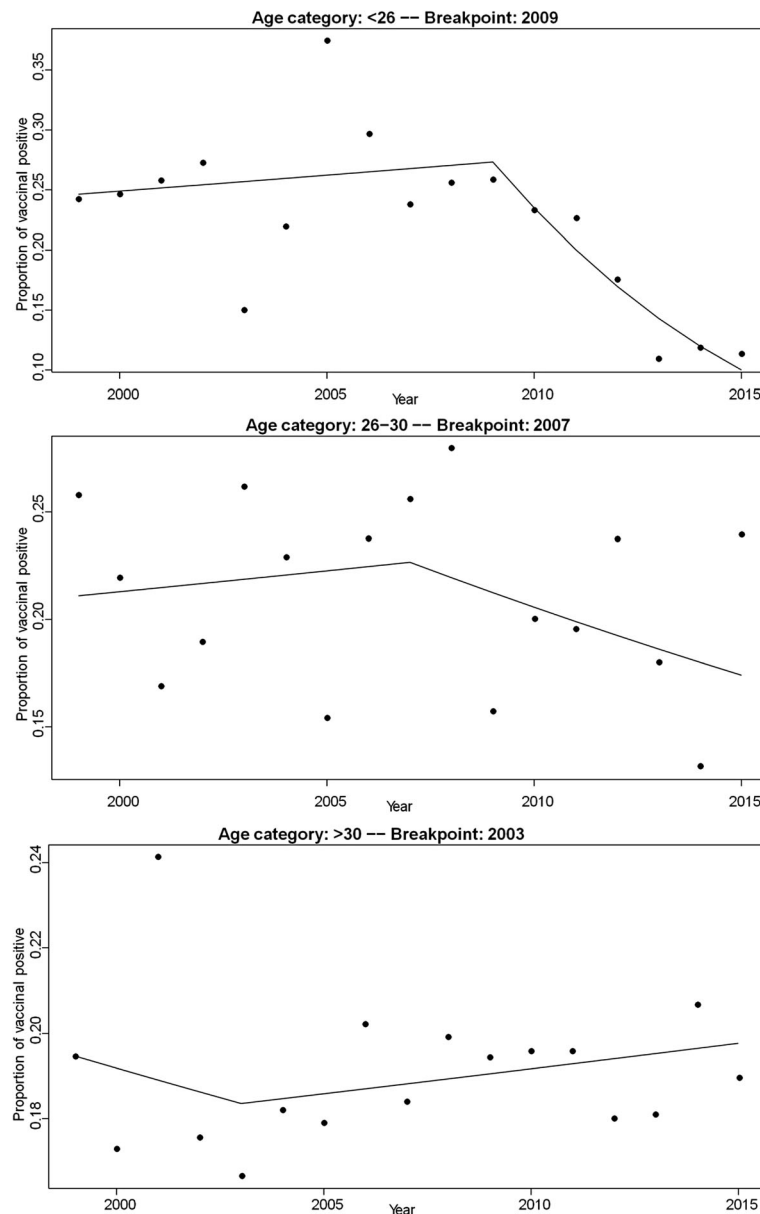 Age category: <26 −− Breakpoint: 2009
Proportion of vaccinal positive
0.35
0.30
0.25
0.20
0.15
0.10
2000
2005
2010
2015
Year
Age category: 26−30 −− Breakpoint: 2007
Proportion of vaccinal positive
0.25
0.20
0.15
2000
2005
2010
2015
Year
Age category: >30 −− Breakpoint: 2003
Proportion of vaccinal positive
0.24
0.22
0.20
0.18
2000
2005
2010
2015
Year